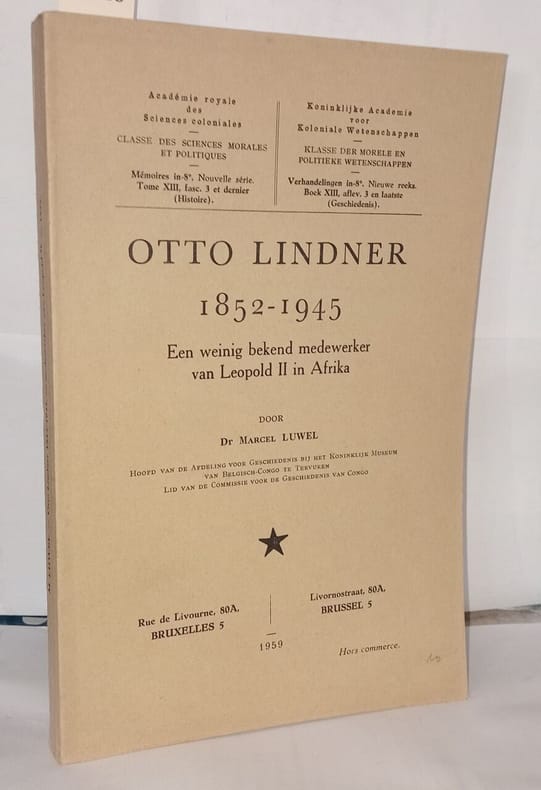 Académie royale
des
Sciences coloniales
CLASSE DES SCIENCES MORALES
ET POLITIQUES
Mémoires in-8º. Nouvelle série.
Tome XIII, fasc. 3 et dernier
(Histoire).
Koninklijke Academie
voor
Koloniale Wetenschappen
KLASSE DER MORELE EN
POLITIEKE WETENSCHAPPEN
Verhandelingen in-8º. Nieuwe reeks.
Boek XIII, aflev. 3 en laatste
(Geschiedenis).
OTTO LINDNER
1852-1945
Een weinig bekend medewerker
van Leopold II in Afrika
DOOR
Dr MARCEL LUWEL
HOOFD VAN DE AFDELING VOOR GESCHIEDENIS BIJ HET KONINKLIJK MUSEUM
VAN BELGISCH-CONGO TE TERVUREN
LID VAN DE COMMISSIE VOOR DE GESCHIEDENIS VAN CONGO
Rue de Livourne, 80A,
BRUXELLES 5
Livornostraat, 80A,
BRUSSEL 5
1959
Hors commerce.